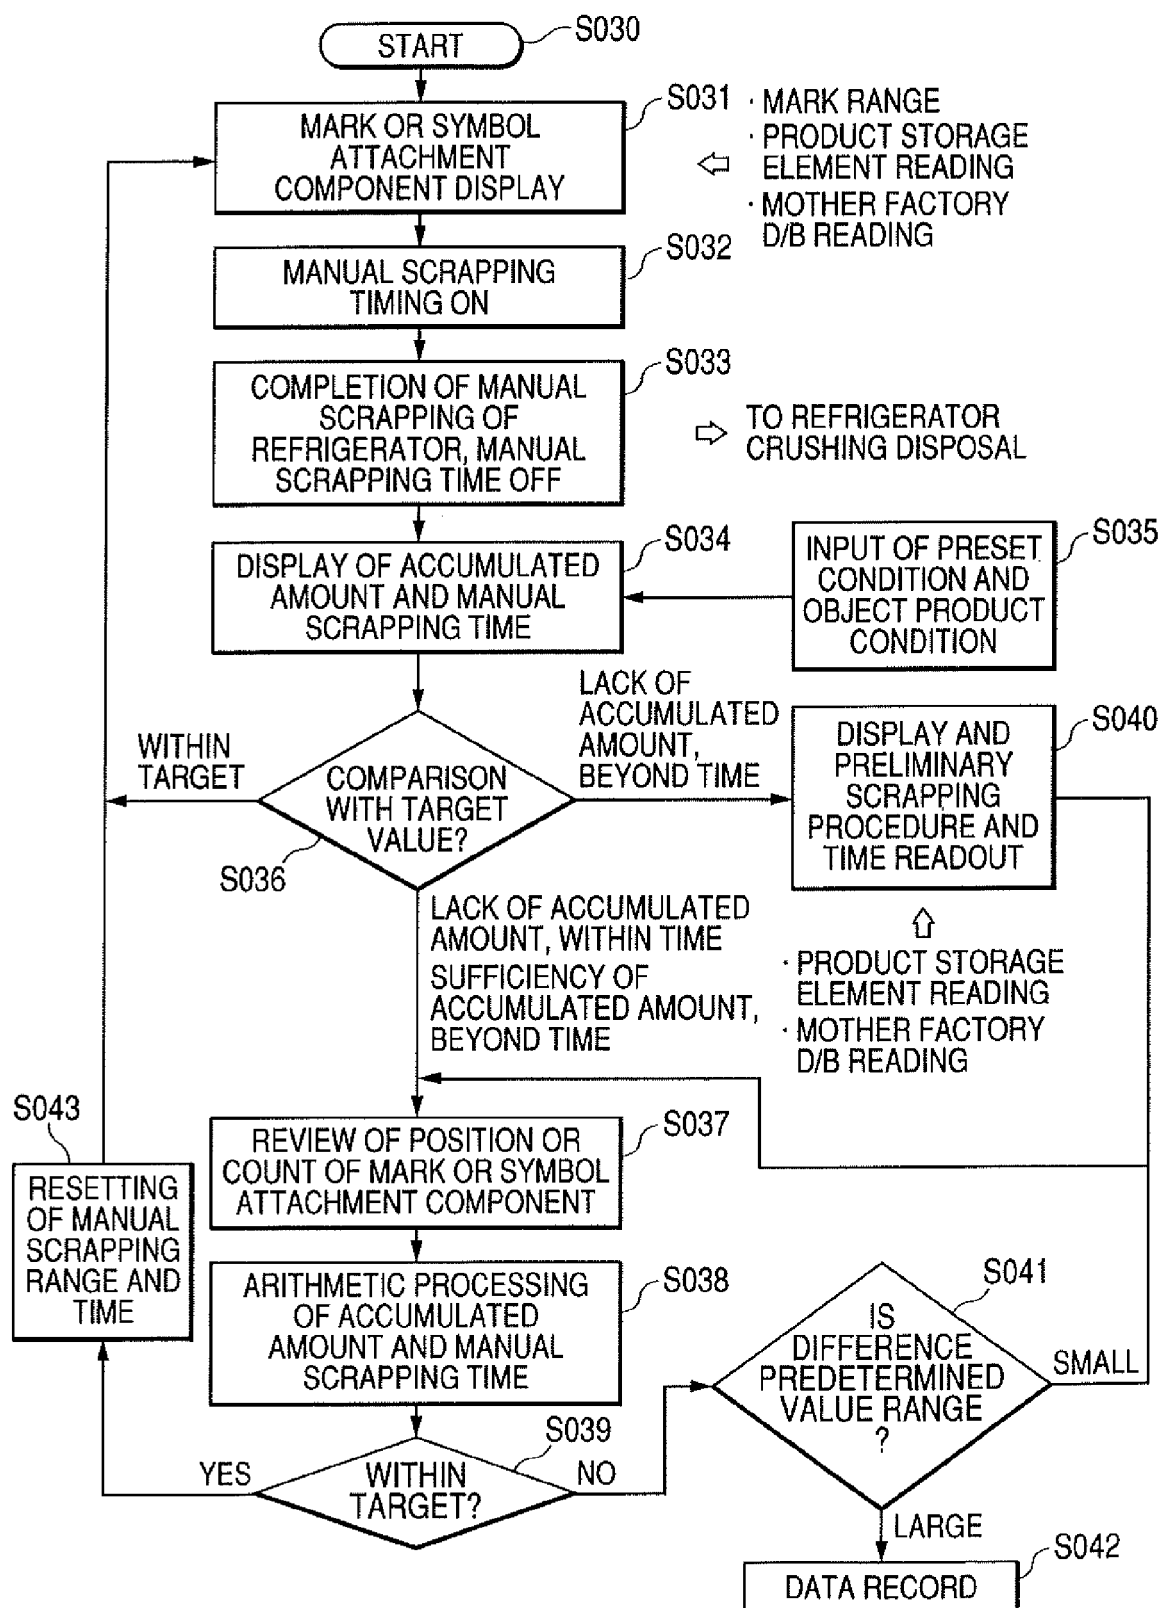 START
S030
MARK OR SYMBOL
ATTACHMENT
COMPONENT DISPLAY
S031
· MARK RANGE
· PRODUCT STORAGE
ELEMENT READING
· MOTHER FACTORY
D/B READING
MANUAL SCRAPPING
TIMING ON
S032
COMPLETION OF MANUAL
SCRAPPING OF
REFRIGERATOR, MANUAL
SCRAPPING TIME OFF
S033
TO REFRIGERATOR
CRUSHING DISPOSAL
DISPLAY OF ACCUMULATED
AMOUNT AND MANUAL
SCRAPPING TIME
S034
INPUT OF PRESET
CONDITION AND
OBJECT PRODUCT
CONDITION
S035
COMPARISON
WITH TARGET
VALUE?
S036
WITHIN
TARGET
LACK OF
ACCUMULATED
AMOUNT,
BEYOND TIME
DISPLAY AND
PRELIMINARY
SCRAPPING
PROCEDURE AND
TIME READOUT
S040
· PRODUCT STORAGE
ELEMENT READING
· MOTHER FACTORY
D/B READING
LACK OF ACCUMULATED
AMOUNT, WITHIN TIME
SUFFICIENCY OF
ACCUMULATED AMOUNT,
BEYOND TIME
REVIEW OF POSITION OR
COUNT OF MARK OR SYMBOL
ATTACHMENT COMPONENT
S037
S043
RESETTING
OF MANUAL
SCRAPPING
RANGE AND
TIME
ARITHMETIC PROCESSING
OF ACCUMULATED
AMOUNT AND MANUAL
SCRAPPING TIME
S038
WITHIN
TARGET?
S039
YES
NO
IS
DIFFERENCE
PREDETERMINED
VALUE RANGE
?
S041
SMALL
LARGE
DATA RECORD
S042